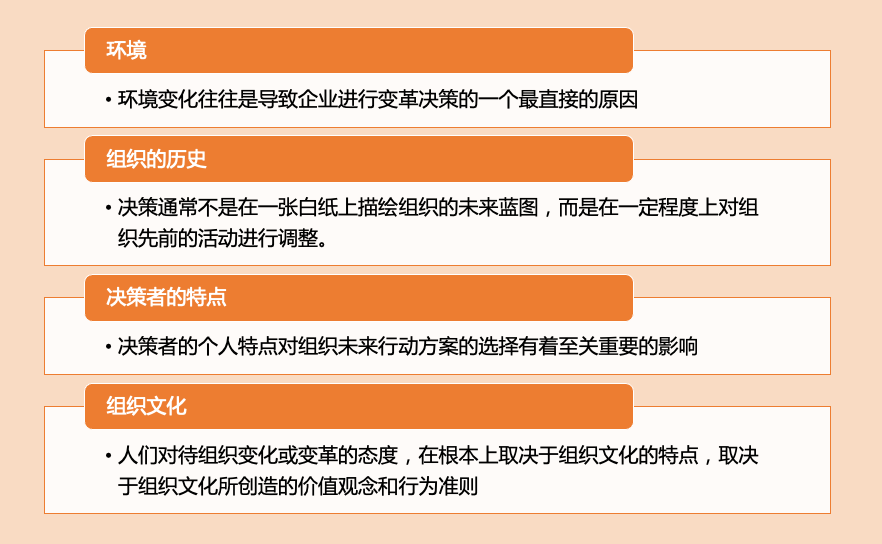 环境
• 环境变化往往是导致企业进行变革决策的一个最直接的原因
组织的历史
• 决策通常不是在一张白纸上描绘组织的未来蓝图，而是在一定程度上对组
织先前的活动进行调整。
决策者的特点
• 决策者的个人特点对组织未来行动方案的选择有着至关重要的影响
组织文化
• 人们对待组织变化或变革的态度，在根本上取决于组织文化的特点，取决
于组织文化所创造的价值观念和行为准则